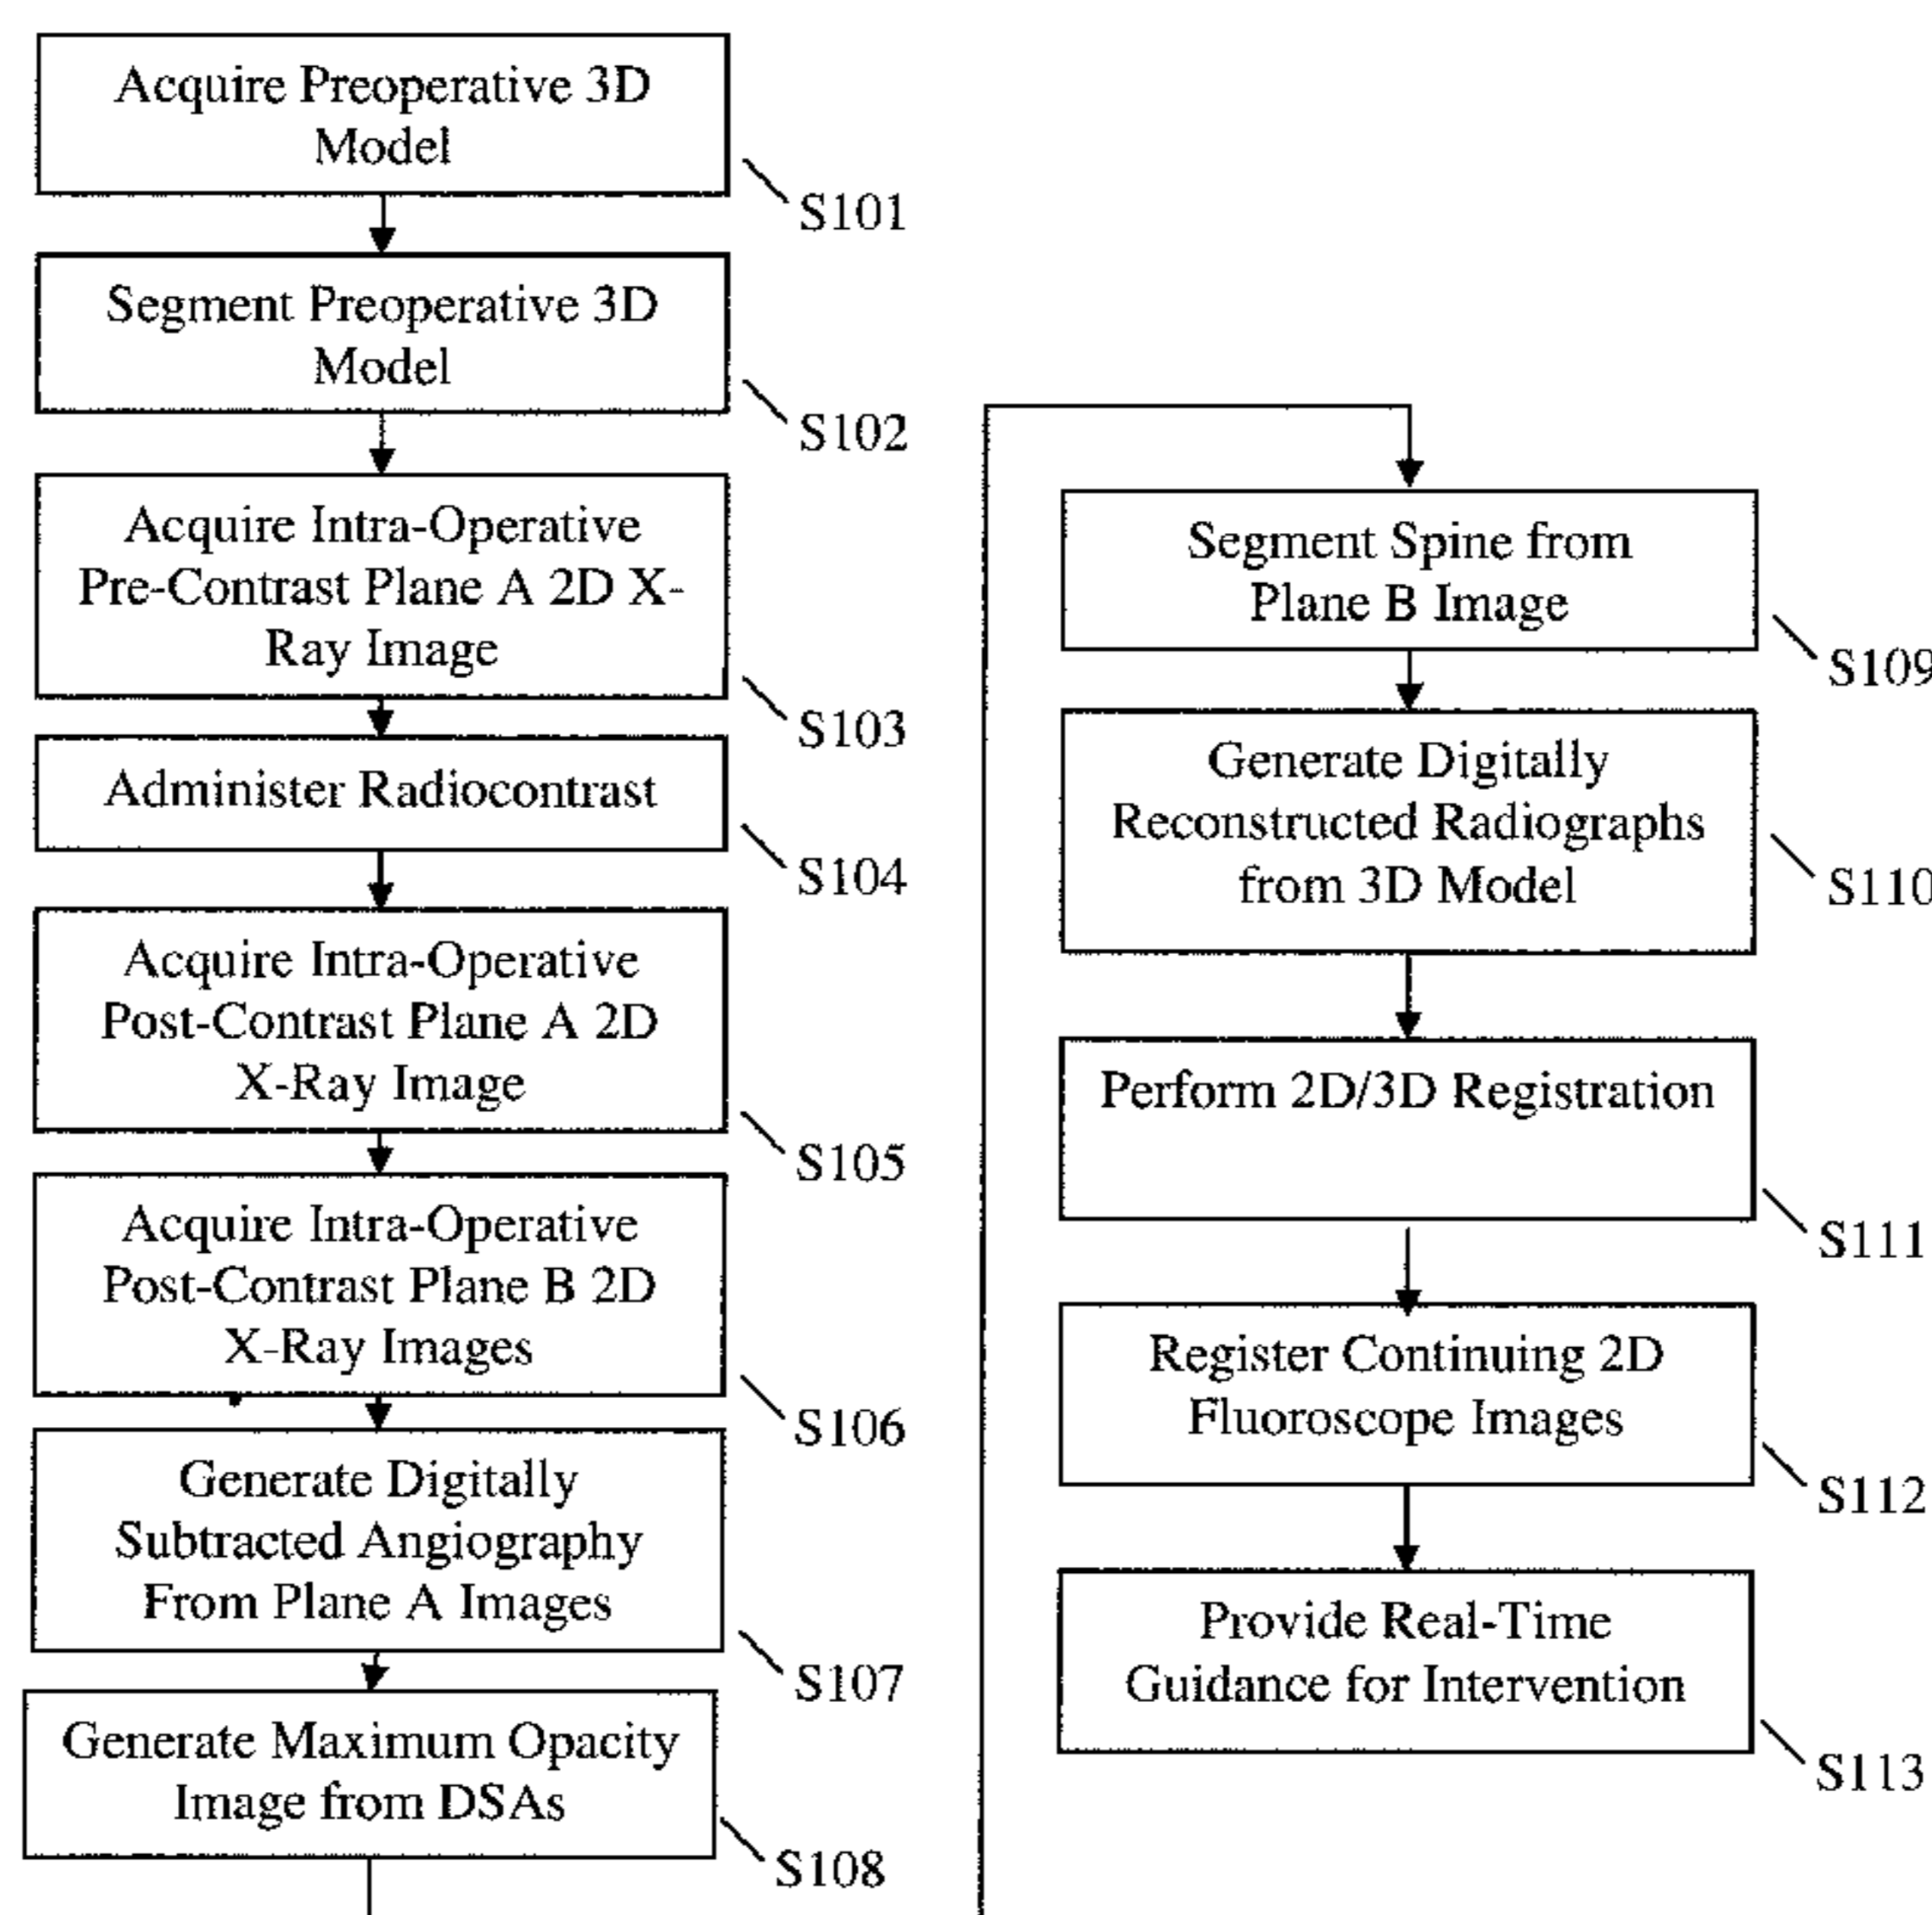 Acquire Preoperative 3D
Model
S101
Segment Preoperative 3D
Model
S102
Acquire Intra-Operative
Pre-Contrast Plane A 2D X-
Ray Image
S103
Administer Radiocontrast
S104
Acquire Intra-Operative
Post-Contrast Plane A 2D
X-Ray Image
S105
Acquire Intra-Operative
Post-Contrast Plane B 2D
X-Ray Images
S106
Generate Digitally
Subtracted Angiography
From Plane A Images
S107
Generate Maximum Opacity
Image from DSAs
S108
Segment Spine from
Plane B Image
S109
Generate Digitally
Reconstructed Radiographs
from 3D Model
S110
Perform 2D/3D Registration
S111
Register Continuing 2D
Fluoroscope Images
S112
Provide Real-Time
Guidance for Intervention
S113